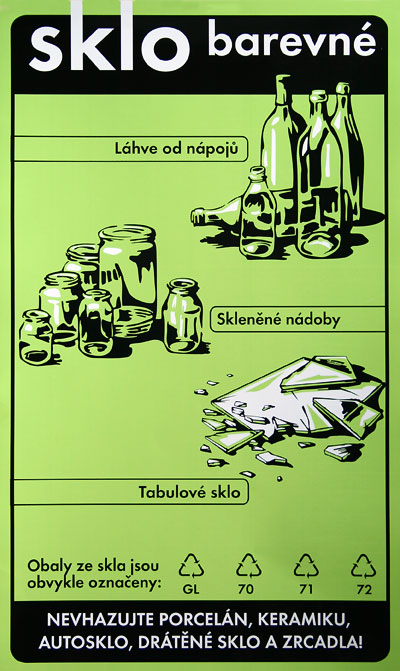 sklo barevné
Láhve od nápojů
Skleněné nádoby
Tabulové sklo
Obaly ze skla jsou
obvykle označeny:
GL 70 71 72
NEVHAZUJTE PORCELÁN, KERAMIKU,
AUTOSKLO, DRÁTĚNÉ SKLO A ZRCADLA!